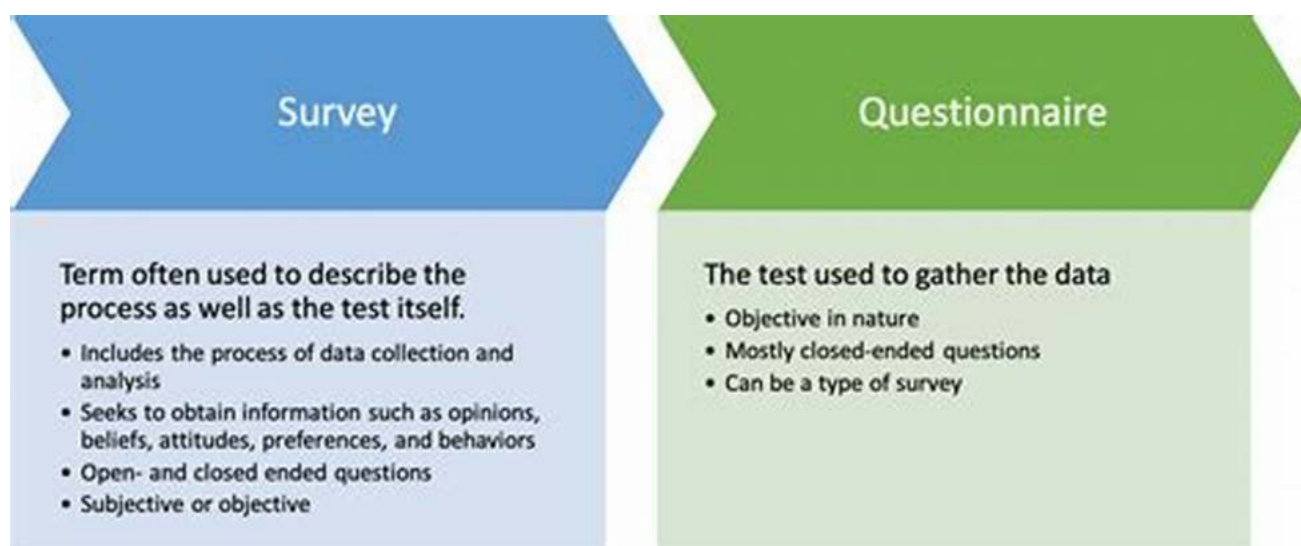 Survey
Term often used to describe the
process as well as the test itself.
• Includes the process of data collection and
analysis
• Seeks to obtain information such as opinions,
beliefs, attitudes, preferences, and behaviors
• Open- and closed ended questions
• Subjective or objective
Questionnaire
The test used to gather the data
• Objective in nature
• Mostly closed-ended questions
• Can be a type of survey